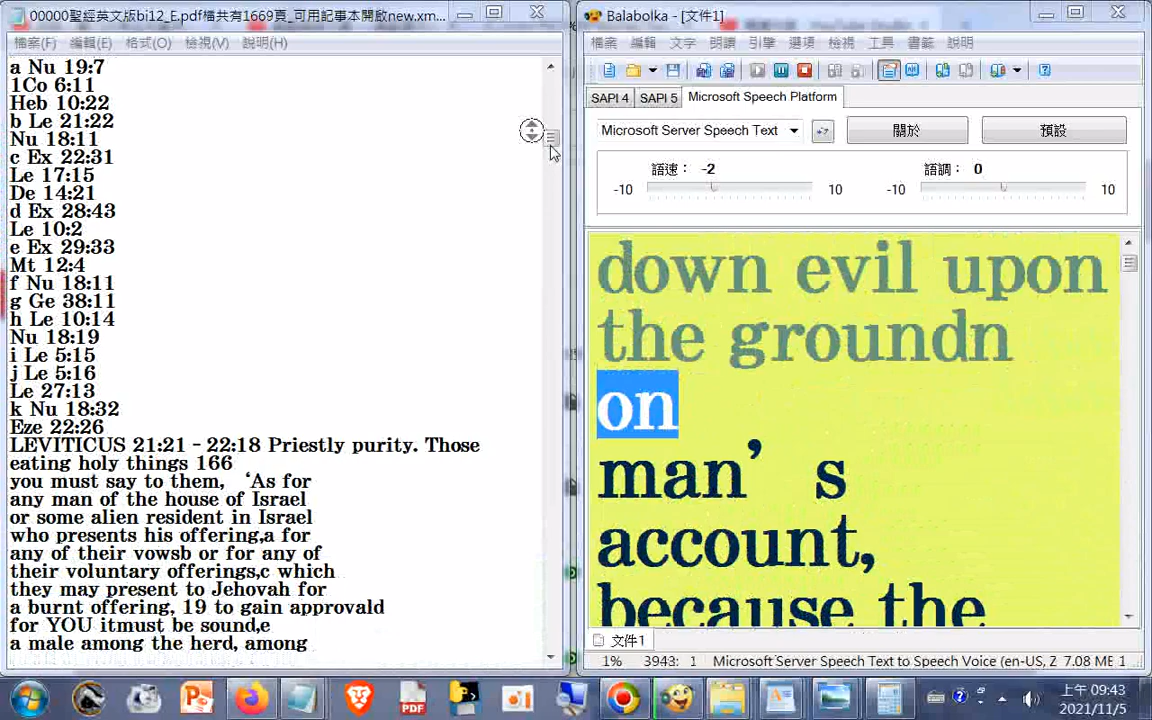 00000聖經英文版bi12_E.pdf檔共有1669頁_可用記事本開啟new.xm...
檔案(F) 編輯(E) 格式(O) 檢視(V) 說明(H)
a Nu 19:7
1Co 6:11
Heb 10:22
b Le 21:22
Nu 18:11
c Ex 22:31
Le 17:15
De 14:21
d Ex 28:43
Le 10:2
e Ex 29:33
Mt 12:4
f Nu 18:11
g Ge 38:11
h Le 10:14
Nu 18:19
i Le 5:15
j Le 5:16
Le 27:13
k Nu 18:32
Eze 22:26
LEVITICUS 21:21 – 22:18 Priestly purity. Those
eating holy things 166
you must say to them, ‘As for
any man of the house of Israel
or some alien resident in Israel
who presents his offering,a for
any of their vowsb or for any of
their voluntary offerings,c which
they may present to Jehovah for
a burnt offering, 19 to gain approvald
for YOU itmust be sound,e
a male among the herd, among
Balabolka - [文件1]
檔案 編輯 文字 朗讀 引擎 選項 檢視 工具 書籤 說明
SAPI 4 SAPI 5 Microsoft Speech Platform
Microsoft Server Speech Text 關於 預設
語速： -2 語調： 0
-10 10 -10 10
down evil upon
the groundn
on
man’s
account,
because the
文件1
1% 3943: 1 Microsoft Server Speech Text to Speech Voice (en-US, Z 7.08 ME 1
PDF
上午 09:43
2021/11/5